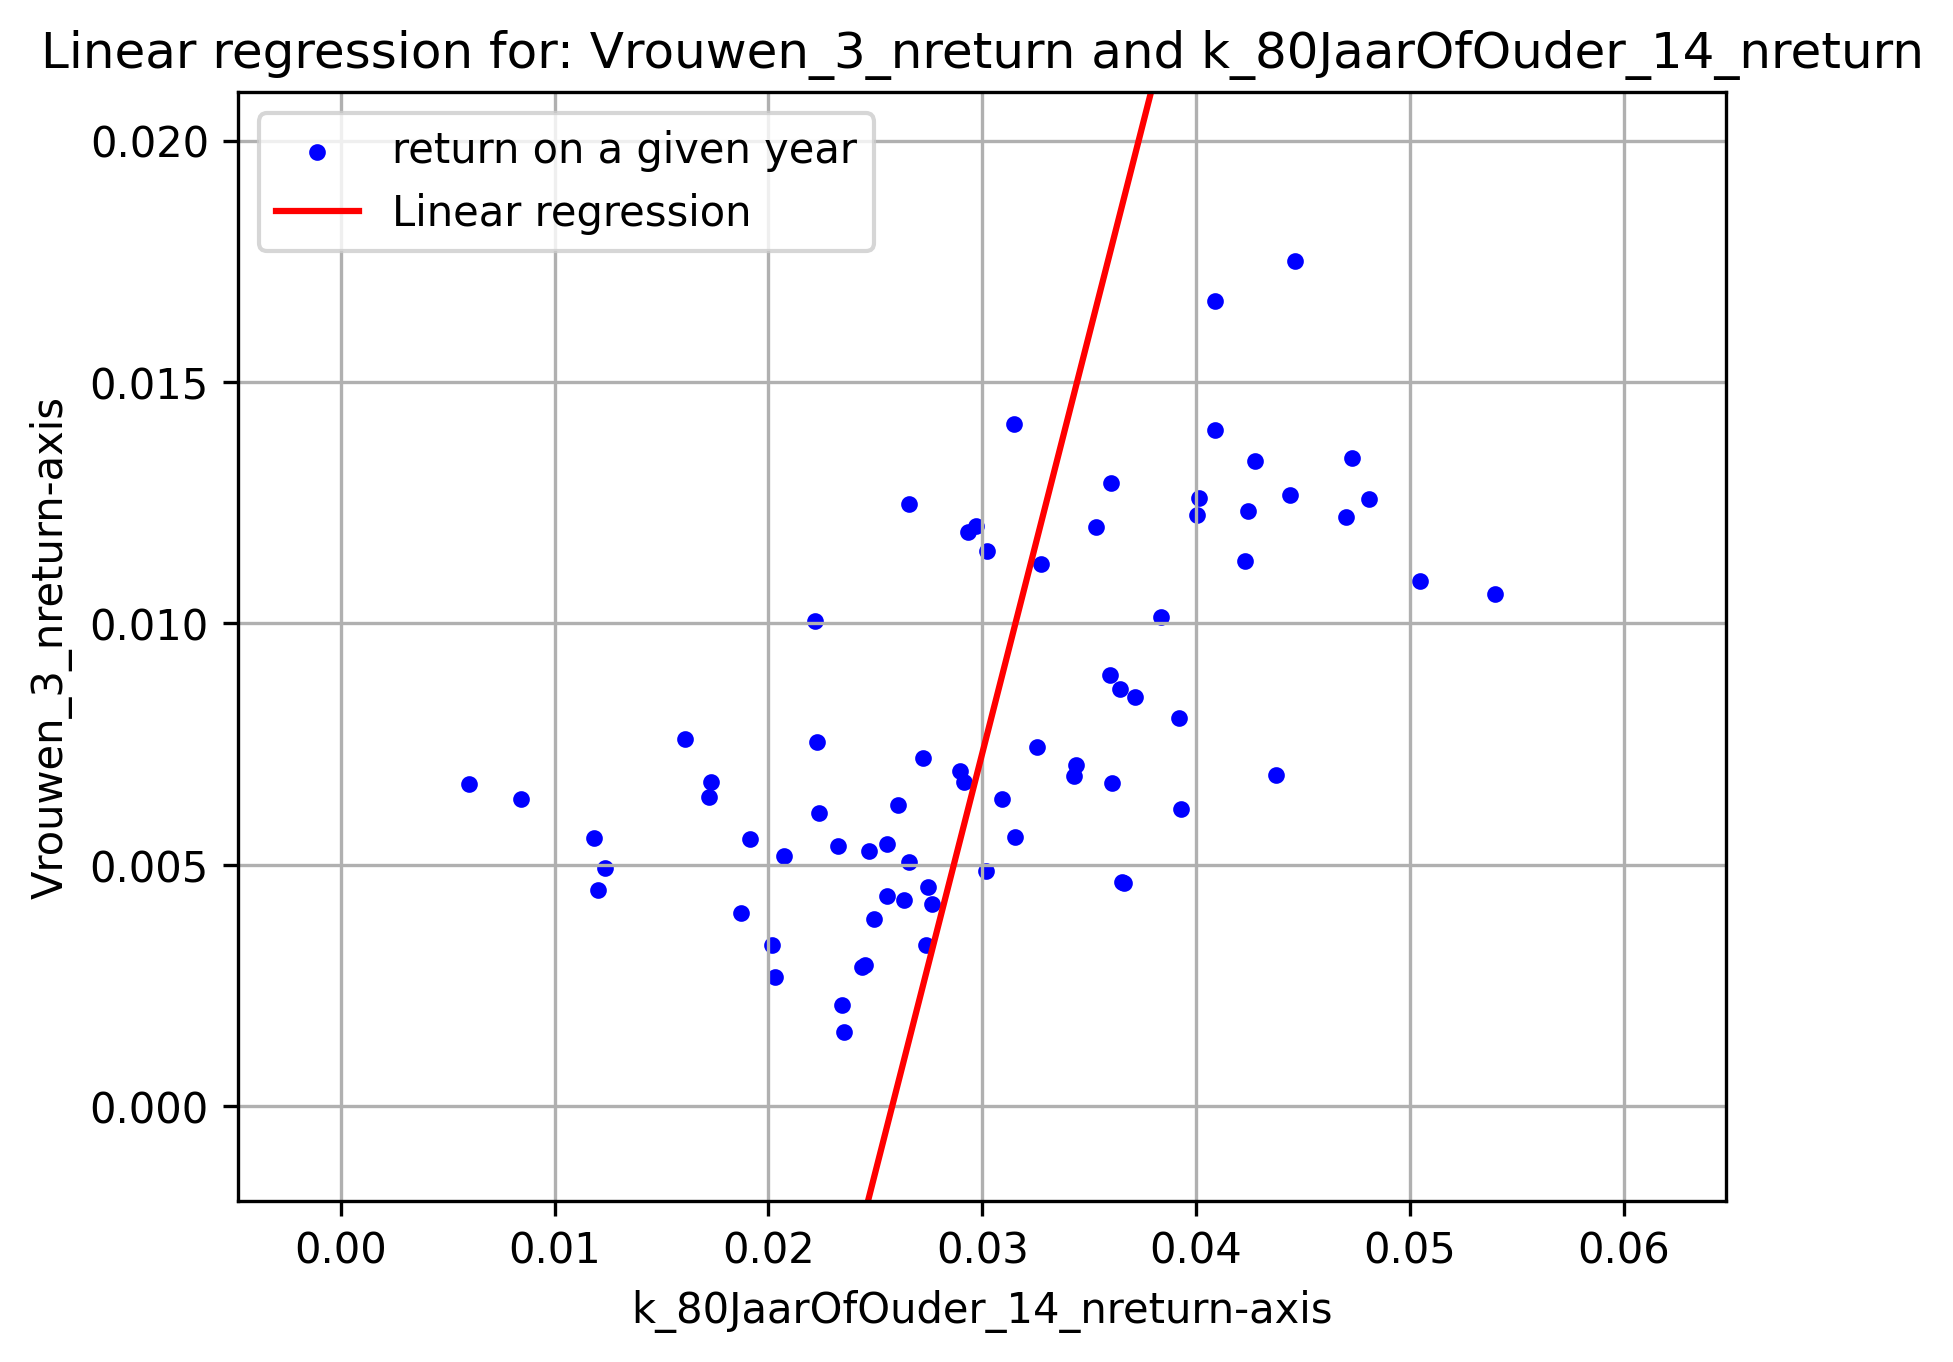 Linear regression for: Vrouwen_3_nreturn and k_80JaarOfOuder_14_nreturn
return on a given year
Linear regression
Vrouwen_3_nreturn-axis
0.020
0.015
0.010
0.005
0.000
0.00 0.01 0.02 0.03 0.04 0.05 0.06
k_80JaarOfOuder_14_nreturn-axis